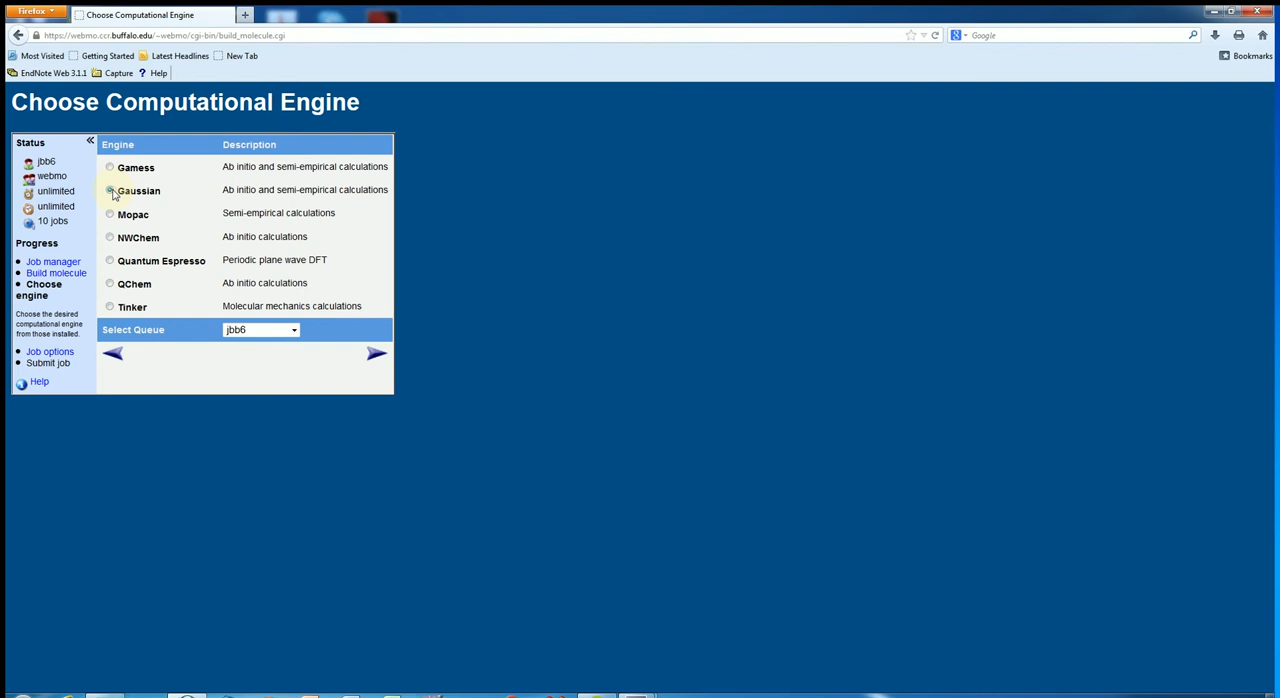 Firefox
Choose Computational Engine
https://webmo.ccr.buffalo.edu/~webmo/cgi-bin/build_molecule.cgi
Google
Most Visited Getting Started Latest Headlines New Tab
Bookmarks
EndNote Web 3.1.1 Capture ? Help
Choose Computational Engine
Status
jbb6
webmo
unlimited
unlimited
10 jobs
Progress
Job manager
Build molecule
Choose
engine
Choose the desired
computational engine
from those installed.
Job options
Submit job
Help
Engine Description
Gamess Ab initio and semi-empirical calculations
Gaussian Ab initio and semi-empirical calculations
Mopac Semi-empirical calculations
NWChem Ab initio calculations
Quantum Espresso Periodic plane wave DFT
QChem Ab initio calculations
Tinker Molecular mechanics calculations
Select Queue jbb6